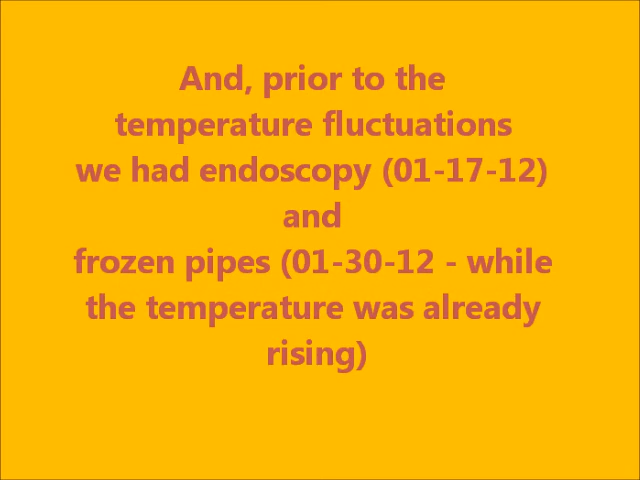 And, prior to the
temperature fluctuations
we had endoscopy (01-17-12)
and
frozen pipes (01-30-12 - while
the temperature was already
rising)